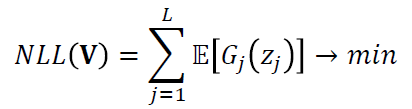 NLL(𝐕) = ∑_{j=1}^{L} 𝔼[G_j(z_j)] → min